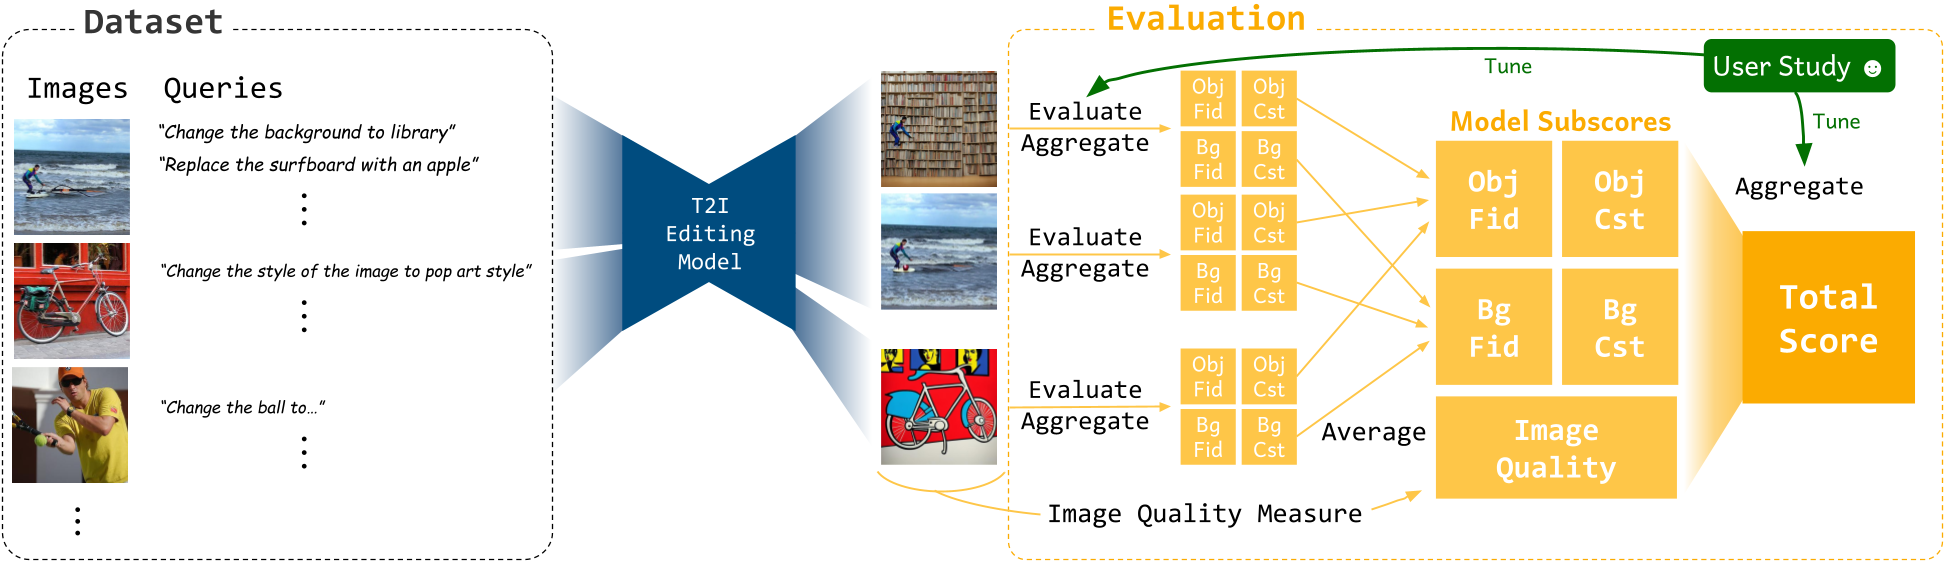 Dataset
Images
Queries
“Change the background to library”
“Replace the surfboard with an apple”
“Change the style of the image to pop art style”
“Change the ball to…”
T2I
Editing
Model
Evaluation
User Study
Tune
Tune
Evaluate
Aggregate
Obj
Fid
Obj
Cst
Bg
Fid
Bg
Cst
Evaluate
Aggregate
Obj
Fid
Obj
Cst
Bg
Fid
Bg
Cst
Evaluate
Aggregate
Obj
Fid
Obj
Cst
Bg
Fid
Bg
Cst
Average
Image Quality Measure
Model Subscores
Obj
Fid
Obj
Cst
Bg
Fid
Bg
Cst
Image
Quality
Aggregate
Total
Score